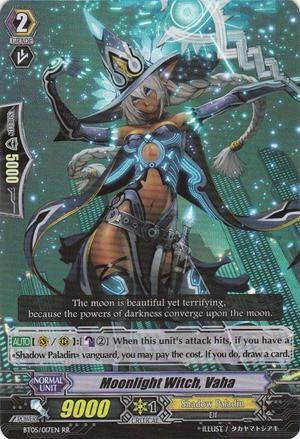 2
GRADE
SHIELD
5000
The moon is beautiful yet terrifying,
because the powers of darkness converge upon the moon.
AUTO (R): 2 When this unit's attack hits, if you have a
«Shadow Paladin» vanguard, you may pay the cost. If you do, draw a card.
NORMAL
UNIT
Moonlight Witch, Vaha
POWER
9000
1
CRITICAL
Shadow Paladin
Elf
BT05/017EN RR
ILLUST / タカヤマトシアキ